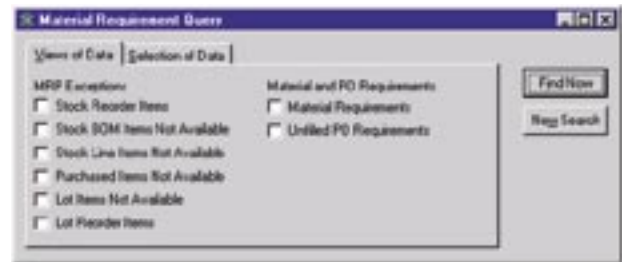 Material Requirement Query
Views of Data Selection of Data
MRP Exceptions
Stock Reorder Items
Stock BOM Items Not Available
Stock Line Items Not Available
Purchased Items Not Available
Lot Items Not Available
Lot Reorder Items
Material and PO Requirements
Material Requirements
Unfilled PO Requirements
Find Now
New Search